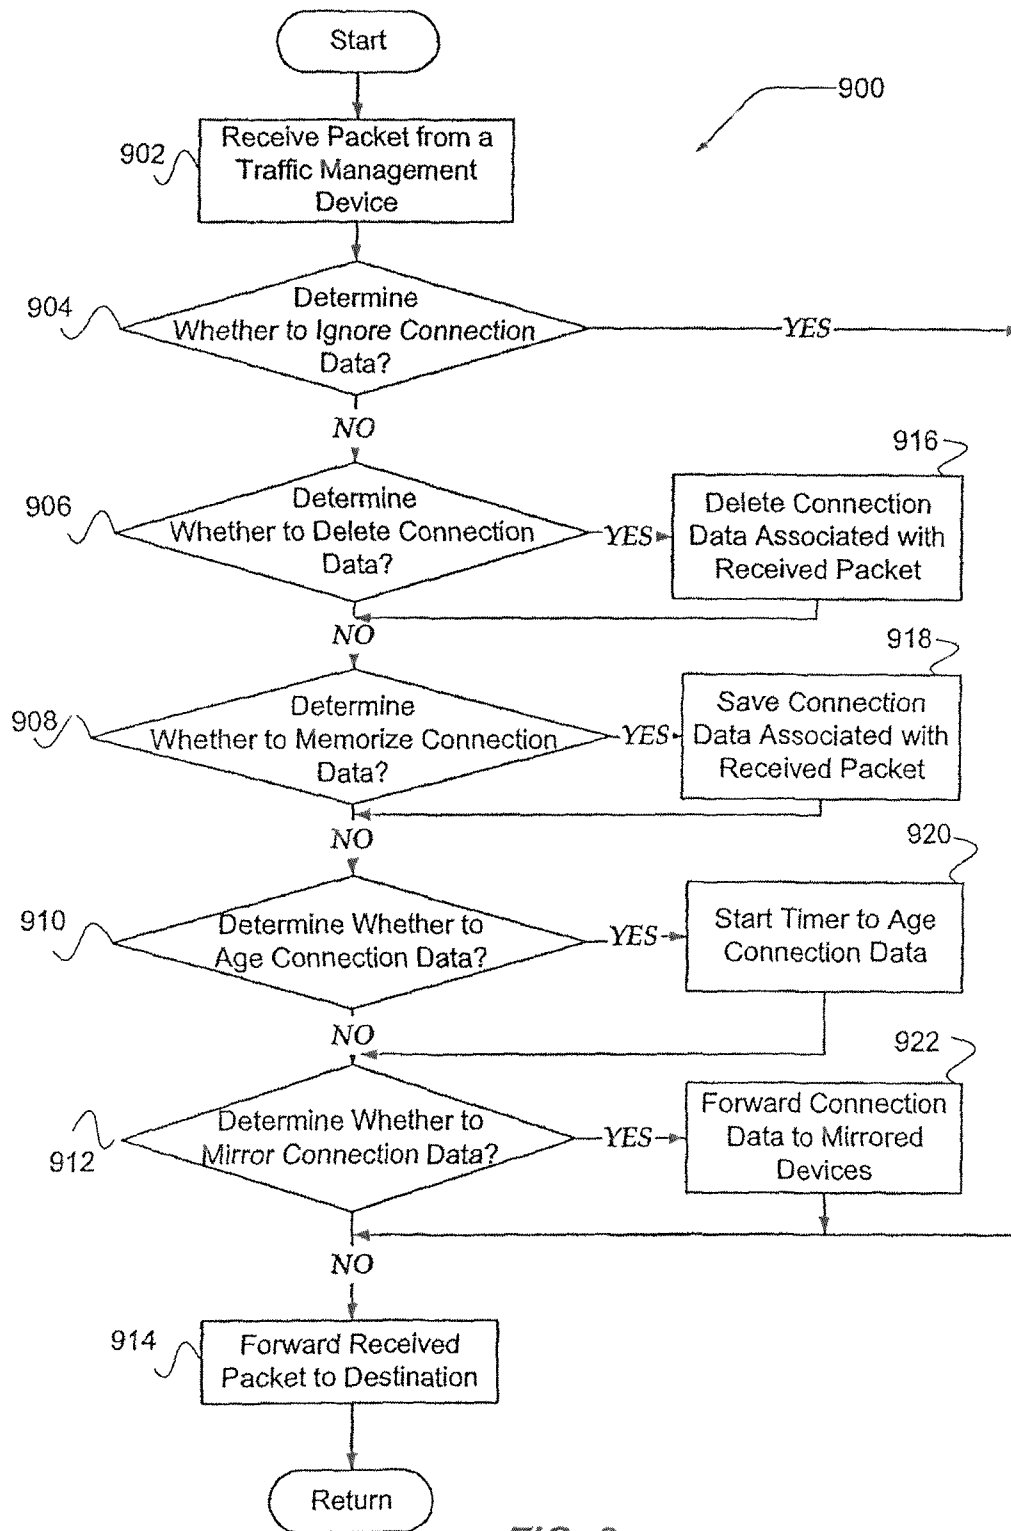 Start
900
902
Receive Packet from a
Traffic Management
Device
904
Determine
Whether to Ignore Connection
Data?
YES
NO
906
Determine
Whether to Delete Connection
Data?
YES
916
Delete Connection
Data Associated with
Received Packet
NO
908
Determine
Whether to Memorize Connection
Data?
YES
918
Save Connection
Data Associated with
Received Packet
NO
910
Determine Whether to
Age Connection Data?
YES
920
Start Timer to Age
Connection Data
NO
912
Determine Whether to
Mirror Connection Data?
YES
922
Forward Connection
Data to Mirrored
Devices
NO
914
Forward Received
Packet to Destination
Return